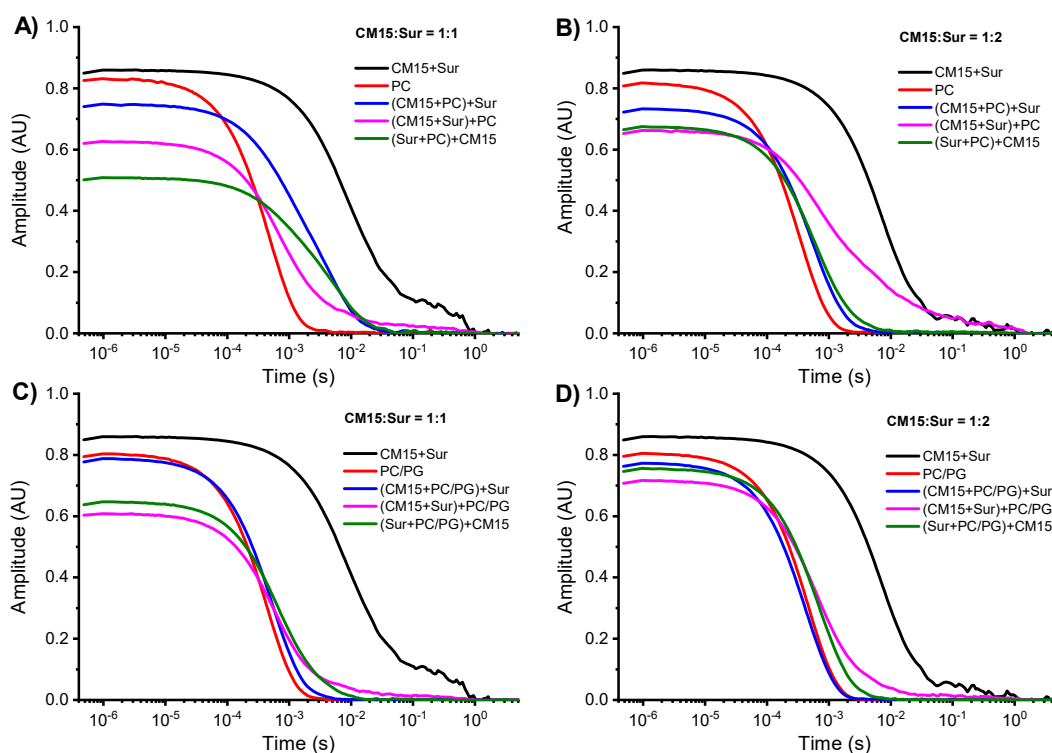 A)
CM15:Sur = 1:1
CM15+Sur
PC
(CM15+PC)+Sur
(CM15+Sur)+PC
(Sur+PC)+CM15
Amplitude (AU)
1.0
0.8
0.6
0.4
0.2
0.0
10⁻⁶ 10⁻⁵ 10⁻⁴ 10⁻³ 10⁻² 10⁻¹ 10⁰
Time (s)
B)
CM15:Sur = 1:2
CM15+Sur
PC
(CM15+PC)+Sur
(CM15+Sur)+PC
(Sur+PC)+CM15
Amplitude (AU)
1.0
0.8
0.6
0.4
0.2
0.0
10⁻⁶ 10⁻⁵ 10⁻⁴ 10⁻³ 10⁻² 10⁻¹ 10⁰
Time (s)
C)
CM15:Sur = 1:1
CM15+Sur
PC/PG
(CM15+PC/PG)+Sur
(CM15+Sur)+PC/PG
(Sur+PC/PG)+CM15
Amplitude (AU)
1.0
0.8
0.6
0.4
0.2
0.0
10⁻⁶ 10⁻⁵ 10⁻⁴ 10⁻³ 10⁻² 10⁻¹ 10⁰
Time (s)
D)
CM15:Sur = 1:2
CM15+Sur
PC/PG
(CM15+PC/PG)+Sur
(CM15+Sur)+PC/PG
(Sur+PC/PG)+CM15
Amplitude (AU)
1.0
0.8
0.6
0.4
0.2
0.0
10⁻⁶ 10⁻⁵ 10⁻⁴ 10⁻³ 10⁻² 10⁻¹ 10⁰
Time (s)